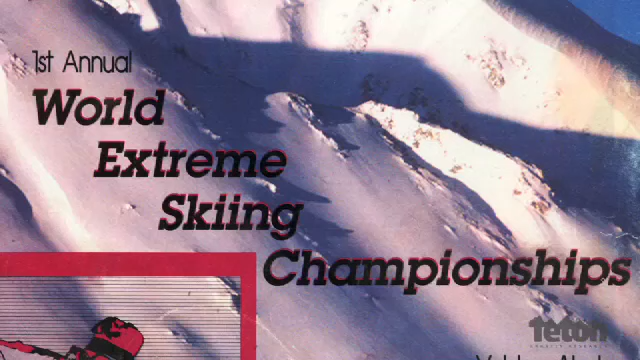 1st Annual
World
Extreme
Skiing
Championships
teton